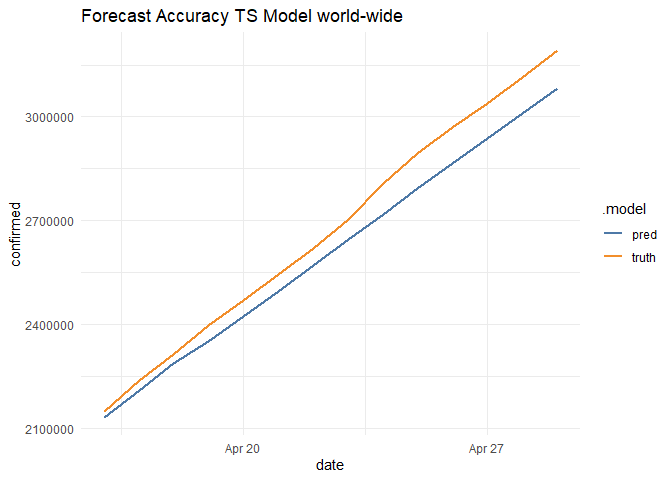 Forecast Accuracy TS Model world-wide
confirmed
3000000
2700000
2400000
2100000
Apr 20
Apr 27
date
.model
pred
truth